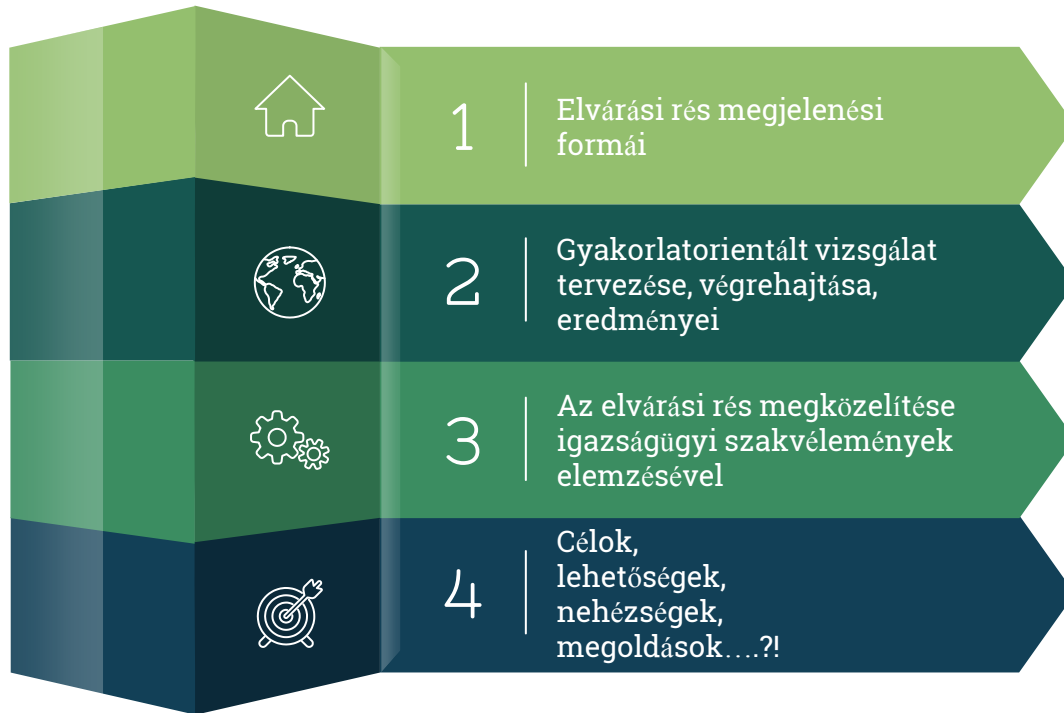 1
Elvárási rés megjelenési
formái
2
Gyakorlatorientált vizsgálat
tervezése, végrehajtása,
eredményei
3
Az elvárási rés megközelítése
igazságügyi szakvélemények
elemzésével
4
Célok,
lehetőségek,
nehézségek,
megoldások....?!